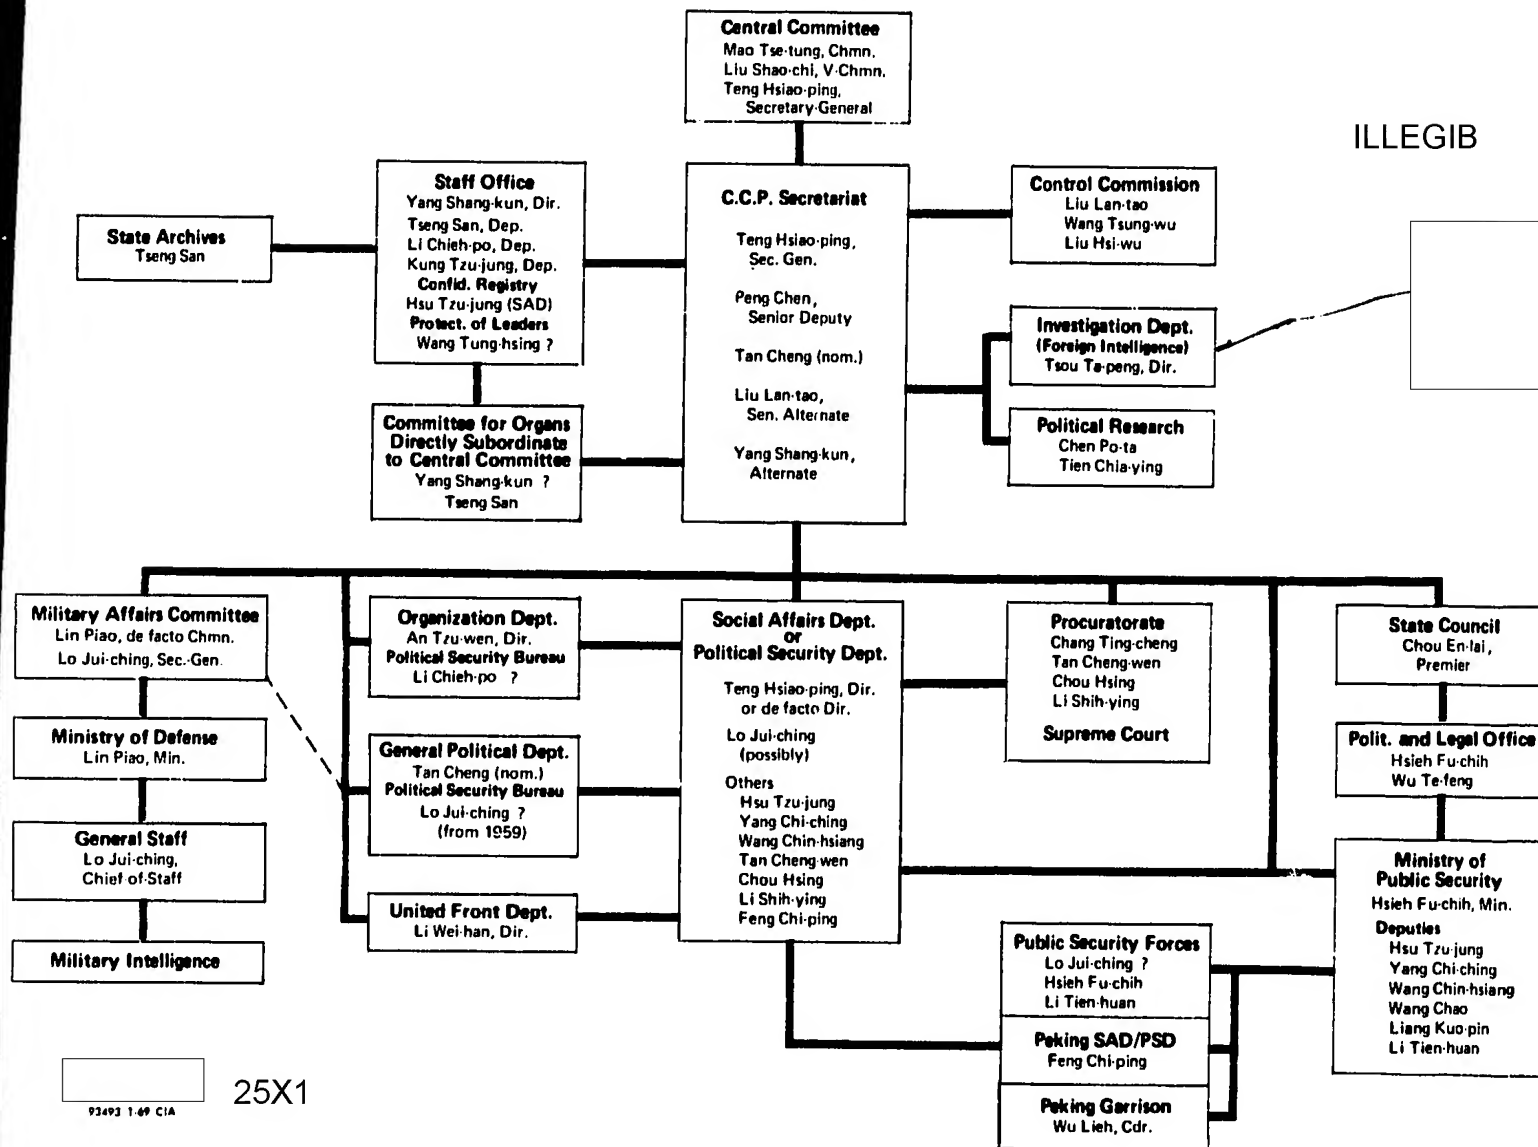 Central Committee
Mao Tse-tung, Chmn.
Liu Shao-chi, V-Chmn.
Teng Hsiao-ping,
Secretary-General
ILLEGIB
Staff Office
Yang Shang-kun, Dir.
Tseng San, Dep.
Li Chieh-po, Dep.
Kung Tzu-jung, Dep.
Confid. Registry
Hsu Tzu-jung (SAD)
Protect. of Leaders
Wang Tung-hsing ?
State Archives
Tseng San
C.C.P. Secretariat
Teng Hsiao-ping,
Sec. Gen.
Peng Chen,
Senior Deputy
Tan Cheng (nom.)
Liu Lan-tao,
Sen. Alternate
Yang Shang-kun,
Alternate
Control Commission
Liu Lan-tao
Wang Tsung-wu
Liu Hsi-wu
Investigation Dept.
(Foreign Intelligence)
Tsou Ta-peng, Dir.
Political Research
Chen Po-ta
Tien Chia-ying
Committee for Organs
Directly Subordinate
to Central Committee
Yang Shang-kun ?
Tseng San
Military Affairs Committee
Lin Piao, de facto Chmn.
Lo Jui-ching, Sec.-Gen.
Ministry of Defense
Lin Piao, Min.
General Staff
Lo Jui-ching,
Chief-of-Staff
Military Intelligence
Organization Dept.
An Tzu-wen, Dir.
Political Security Bureau
Li Chieh-po ?
General Political Dept.
Tan Cheng (nom.)
Political Security Bureau
Lo Jui-ching ?
(from 1959)
United Front Dept.
Li Wei-han, Dir.
Social Affairs Dept.
or
Political Security Dept.
Teng Hsiao-ping, Dir.
or de facto Dir.
Lo Jui-ching
(possibly)
Others
Hsu Tzu-jung
Yang Chi-ching
Wang Chin-hsiang
Tan Cheng-wen
Chou Hsing
Li Shih-ying
Feng Chi-ping
Procuratorate
Chang Ting-cheng
Tan Cheng-wen
Chou Hsing
Li Shih-ying
Supreme Court
State Council
Chou En-lai,
Premier
Polit. and Legal Office
Hsieh Fu-chih
Wu Te-feng
Ministry of
Public Security
Hsieh Fu-chih, Min.
Deputies
Hsu Tzu-jung
Yang Chi-ching
Wang Chin-hsiang
Wang Chao
Liang Kuo-pin
Li Tien-huan
Public Security Forces
Lo Jui-ching ?
Hsieh Fu-chih
Li Tien-huan
Peking SAD/PSD
Feng Chi-ping
Peking Garrison
Wu Lieh, Cdr.
25X1
93493 1-69 CIA